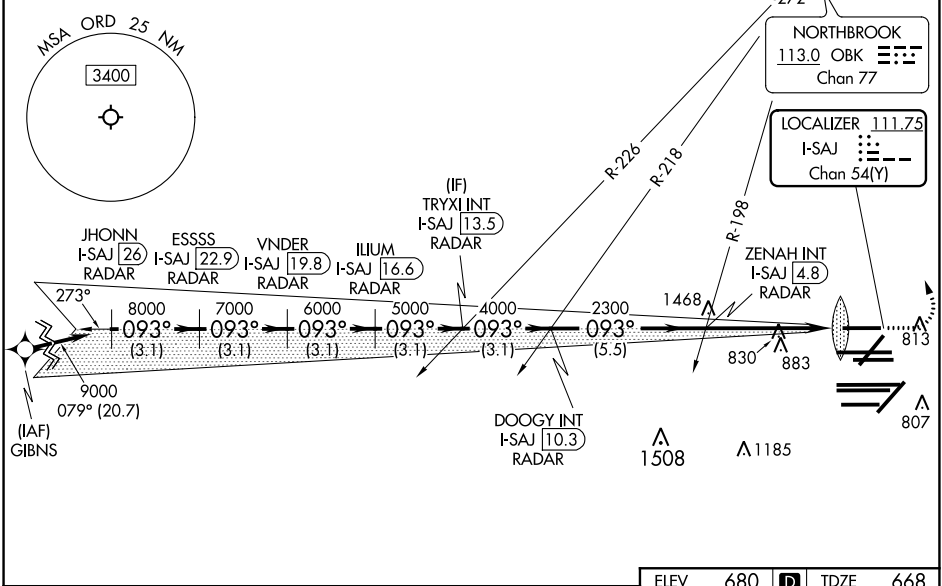 272
MSA ORD 25 NM
3400
NORTHBROOK
113.0 OBK
Chan 77
LOCALIZER 111.75
I-SAJ
Chan 54(Y)
R-226
R-218
R-198
(IF)
TRYXI INT
I-SAJ 13.5
RADAR
JHONN
I-SAJ 26
RADAR
ESSSS
I-SAJ 22.9
RADAR
VNDER
I-SAJ 19.8
RADAR
ILIUM
I-SAJ 16.6
RADAR
ZENAH INT
I-SAJ 4.8
RADAR
273°
8000
093°
(3.1)
7000
093°
(3.1)
6000
093°
(3.1)
5000
093°
(3.1)
4000
093°
(3.1)
2300
093°
(5.5)
1468
830
883
813
807
9000
079° (20.7)
(IAF)
GIBNS
DOOGY INT
I-SAJ 10.3
RADAR
1508
1185
ELEV 680 D TDZE 668